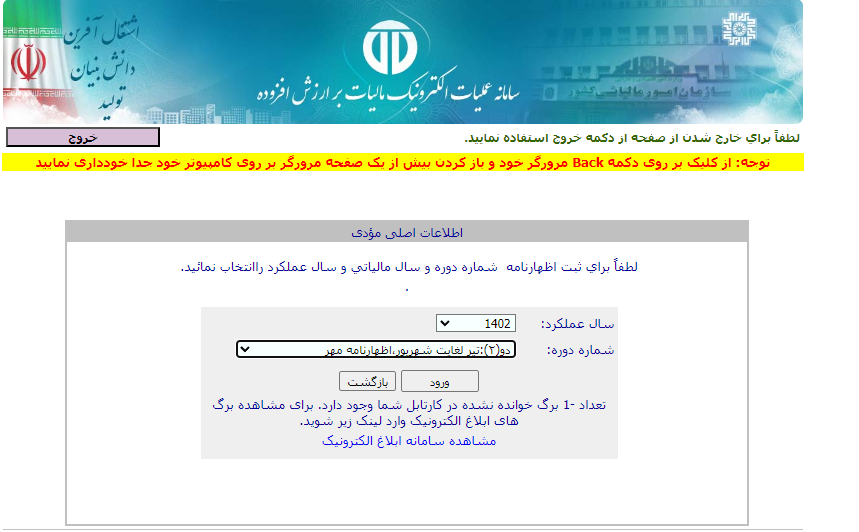 اشتغال آفرین
دانش بنیان
تولید
سامانه عملیات الکترونیک مالیات بر ارزش افزوده
سازمان امور مالیاتی کشور
لطفاً براي خارج شدن از صفحه از دکمه خروج استفاده نمایید.
خروج
توجه: از کلیک بر روی دکمه Back مرورگر خود و باز کردن بیش از یک صفحه مرورگر بر روی کامپیوتر خود جدا خودداری نمایید
اطلاعات اصلی مؤدی
لطفاً براي ثبت اظهارنامه شماره دوره و سال مالياتي و سال عملکرد راانتخاب نمائید.
.
سال عملکرد: 1402
شماره دوره: دو(۲):تیر لغایت شهریور،اظهارنامه مهر
ورود بازگشت
تعداد -1 برگ خوانده نشده در کارتابل شما وجود دارد. برای مشاهده برگ
های ابلاغ الکترونیک وارد لینک زیر شوید.
مشاهده سامانه ابلاغ الکترونیک